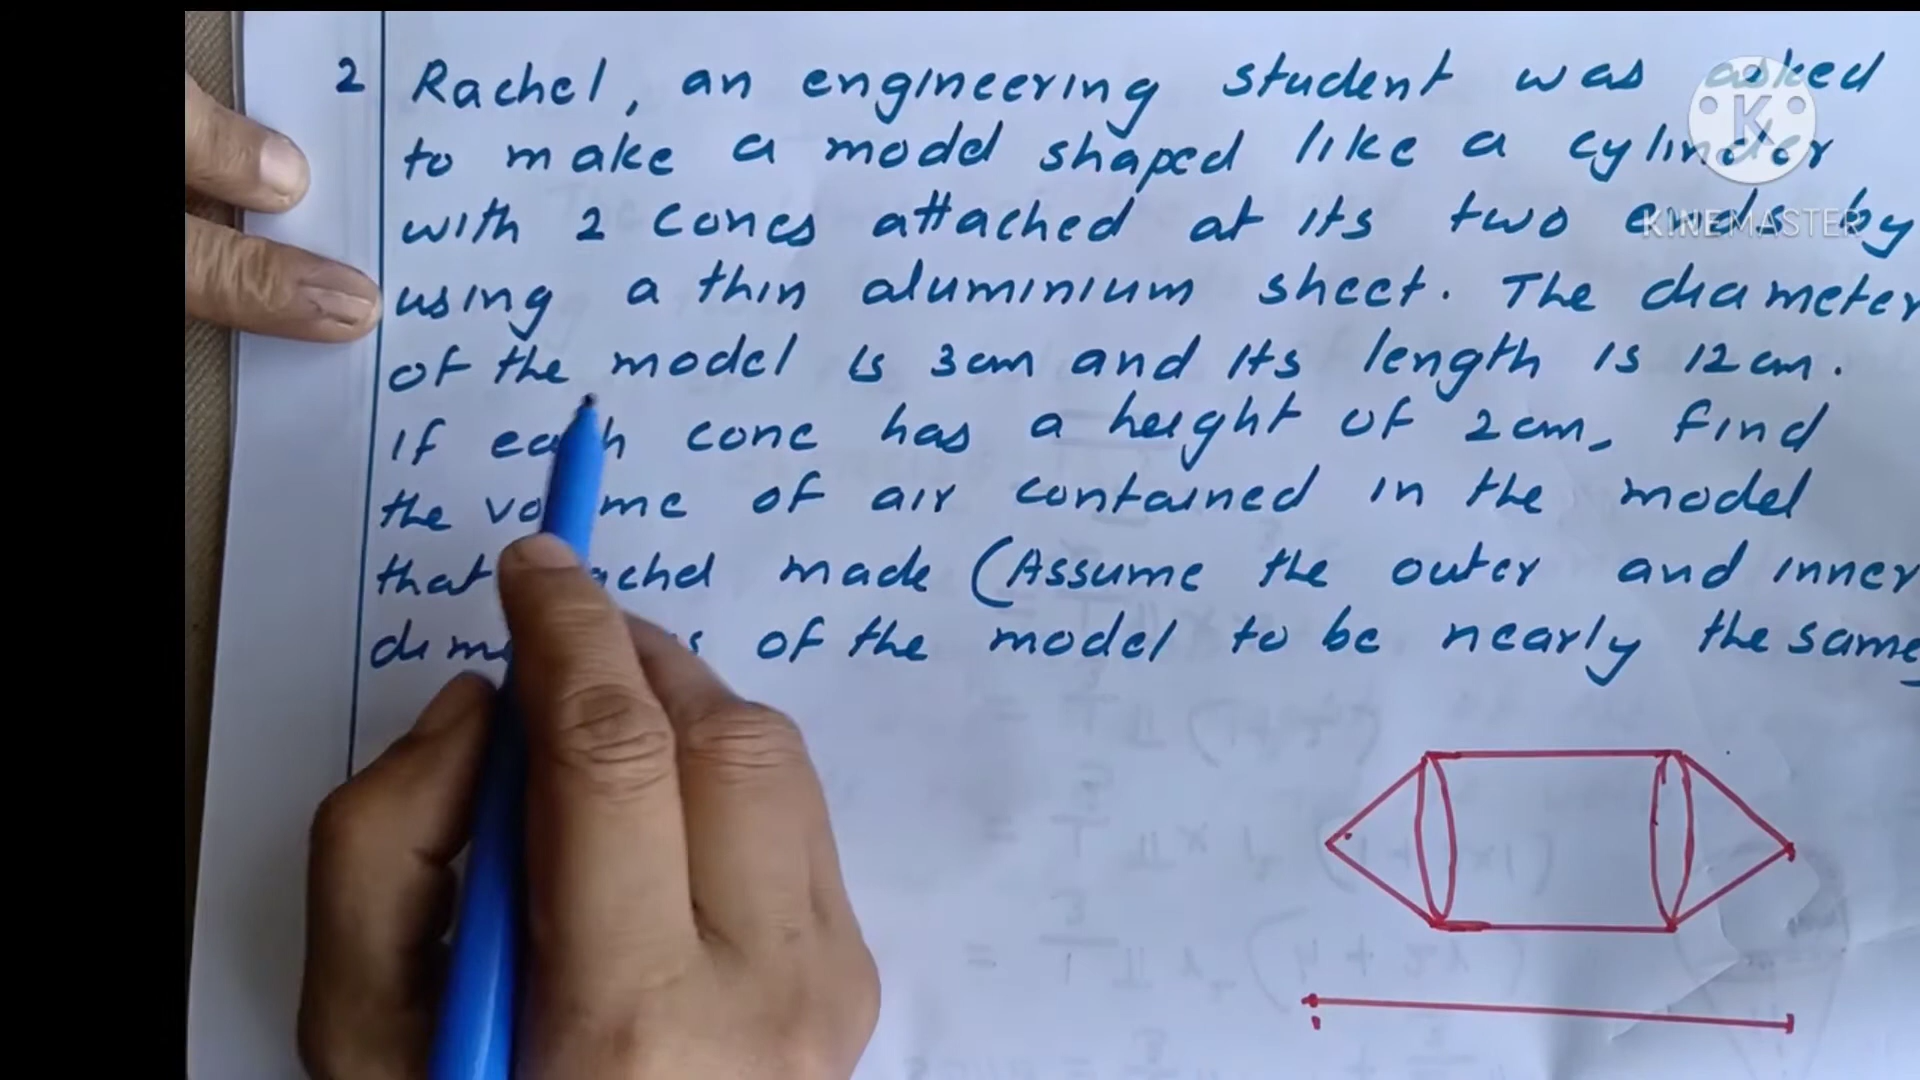 2 Rachel, an engineering student was asked
to make a model shaped like a cylinder
with 2 cones attached at its two ends by
using a thin aluminium sheet. The diameter
of the model is 3cm and its length is 12cm.
If each cone has a height of 2cm, find
the volume of air contained in the model
that Rachel made (Assume the outer and inner
dimensions of the model to be nearly the same
K
KINEMASTER